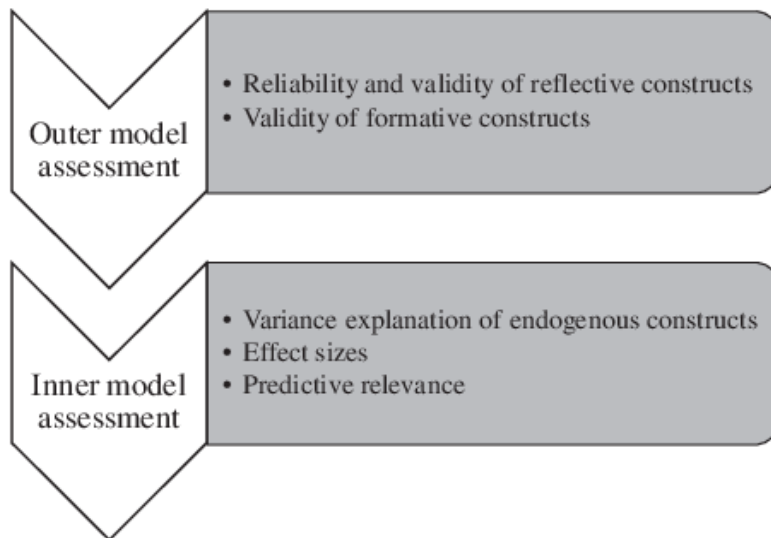 Outer model
assessment
• Reliability and validity of reflective constructs
• Validity of formative constructs
Inner model
assessment
• Variance explanation of endogenous constructs
• Effect sizes
• Predictive relevance